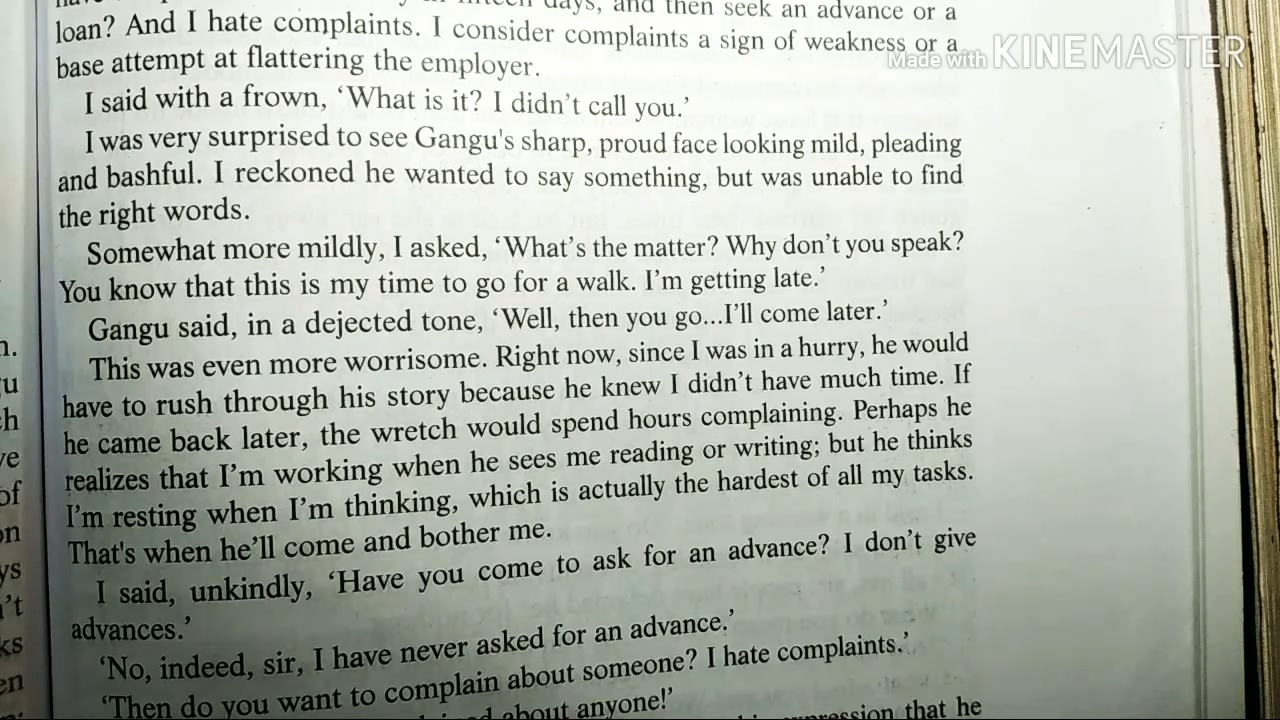 days, and then seek an advance or a
loan? And I hate complaints. I consider complaints a sign of weakness or a
base attempt at flattering the employer.
Made with KINEMASTER
I said with a frown, ‘What is it? I didn’t call you.’
I was very surprised to see Gangu's sharp, proud face looking mild, pleading
and bashful. I reckoned he wanted to say something, but was unable to find
the right words.
Somewhat more mildly, I asked, ‘What’s the matter? Why don’t you speak?
You know that this is my time to go for a walk. I’m getting late.’
Gangu said, in a dejected tone, ‘Well, then you go...I’ll come later.’
This was even more worrisome. Right now, since I was in a hurry, he would
have to rush through his story because he knew I didn’t have much time. If
he came back later, the wretch would spend hours complaining. Perhaps he
realizes that I’m working when he sees me reading or writing; but he thinks
I’m resting when I’m thinking, which is actually the hardest of all my tasks.
That's when he’ll come and bother me.
I said, unkindly, ‘Have you come to ask for an advance? I don’t give
advances.’
‘No, indeed, sir, I have never asked for an advance.’
‘Then do you want to complain about someone? I hate complaints.’
about anyone!’
that he